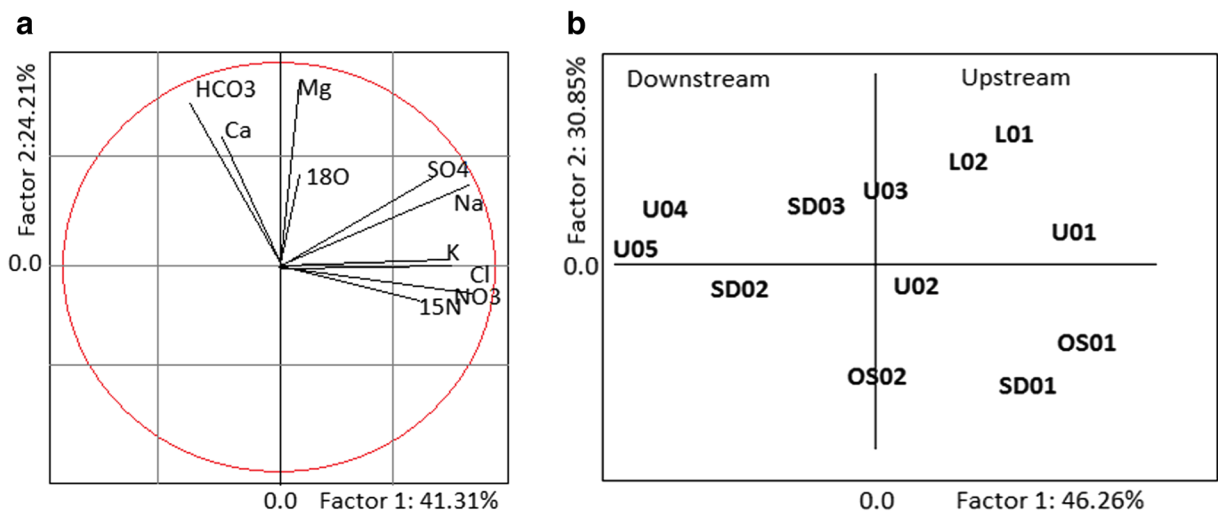 a
HCO3
Mg
Ca
18O
SO4
Na
K
Cl
NO3
15N
Factor 2:24.21%
0.0
0.0
Factor 1: 41.31%
b
Downstream
Upstream
L01
L02
U03
SD03
U04
U01
U05
SD02
U02
OS01
OS02
SD01
Factor 2: 30.85%
0.0
0.0
Factor 1: 46.26%